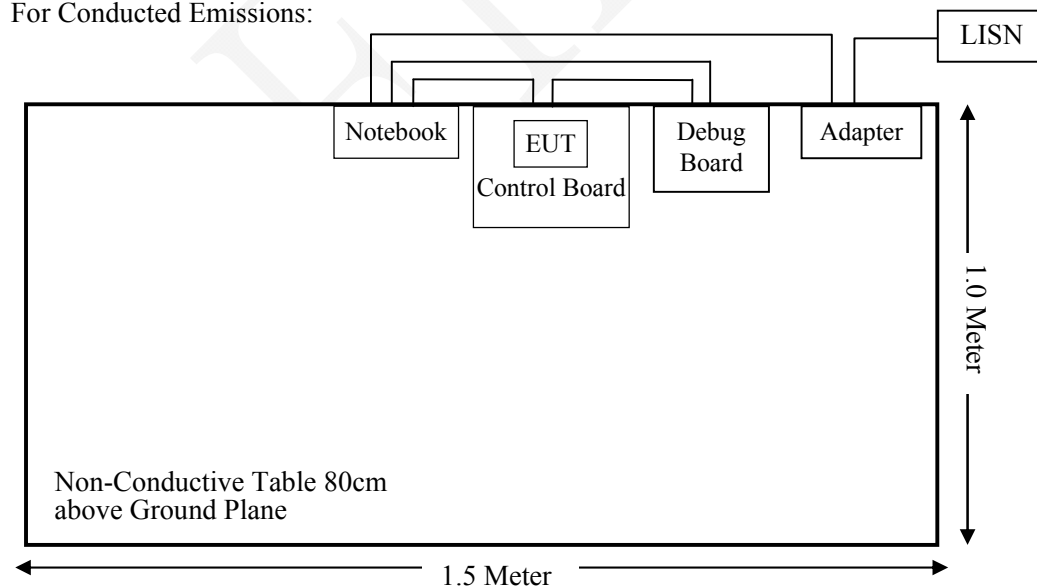 For Conducted Emissions:
LISN
Notebook
EUT
Control Board
Debug
Board
Adapter
1.0 Meter
Non-Conductive Table 80cm
above Ground Plane
1.5 Meter